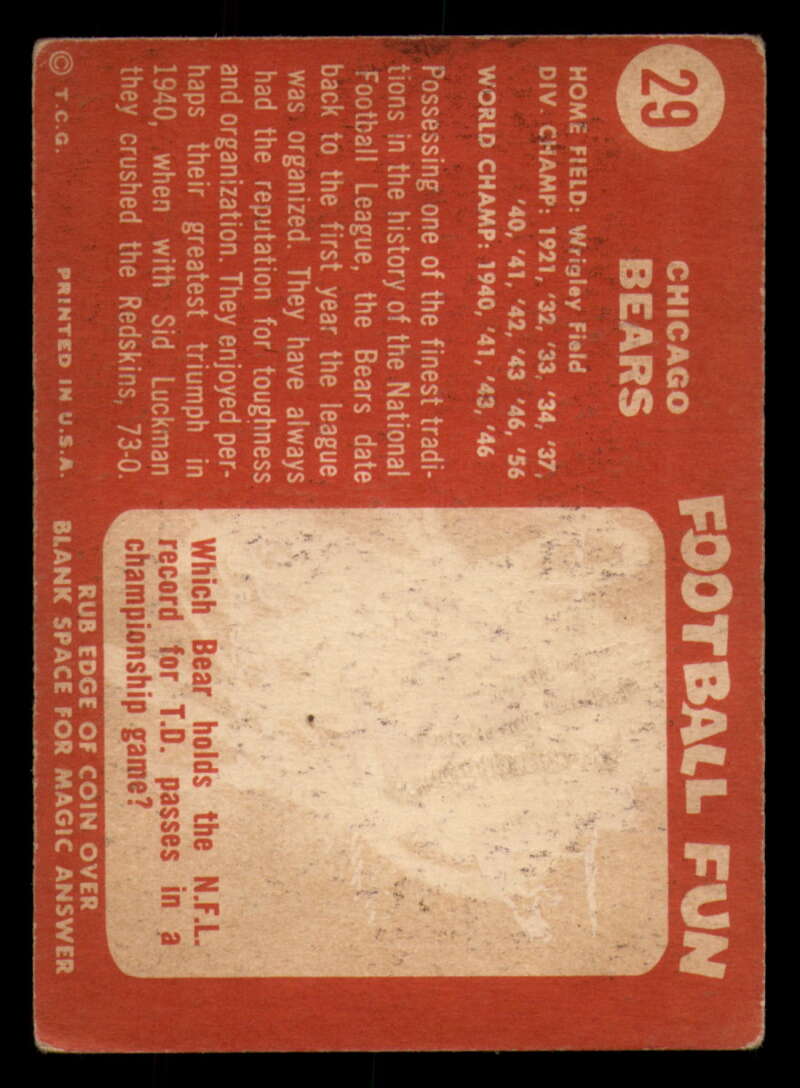 29
CHICAGO
BEARS
HOME FIELD: Wrigley Field
DIV CHAMP: 1921, '32, '33, '34, '37,
'40, '41, '42, '43 '46, '56
WORLD CHAMP: 1940, '41, '43, '46
Possessing one of the finest tradi-
tions in the history of the National
Football League, the Bears date
back to the first year the league
was organized. They have always
had the reputation for toughness
and organization. They enjoyed per-
haps their greatest triumph in
1940, when with Sid Luckman
they crushed the Redskins, 73-0.
© T.C.G.
PRINTED IN U.S.A.
FOOTBALL FUN
Which Bear holds the N.F.L.
record for T.D. passes in a
championship game?
RUB EDGE OF COIN OVER
BLANK SPACE FOR MAGIC ANSWER